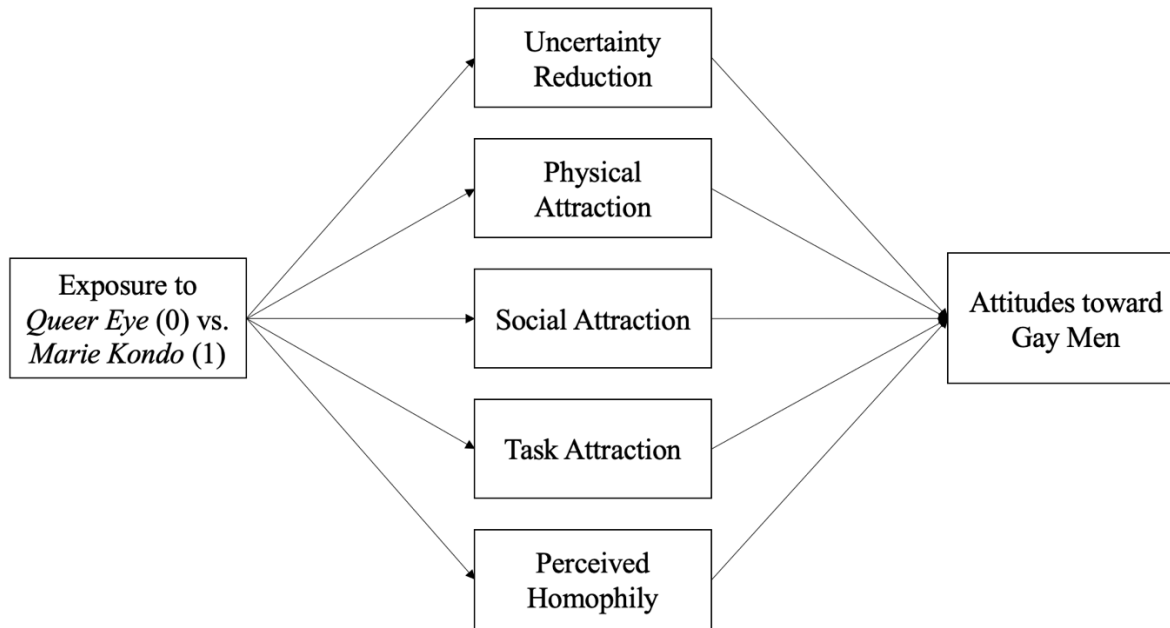 Exposure to
Queer Eye (0) vs.
Marie Kondo (1)
Uncertainty
Reduction
Physical
Attraction
Social Attraction
Task Attraction
Perceived
Homophily
Attitudes toward
Gay Men